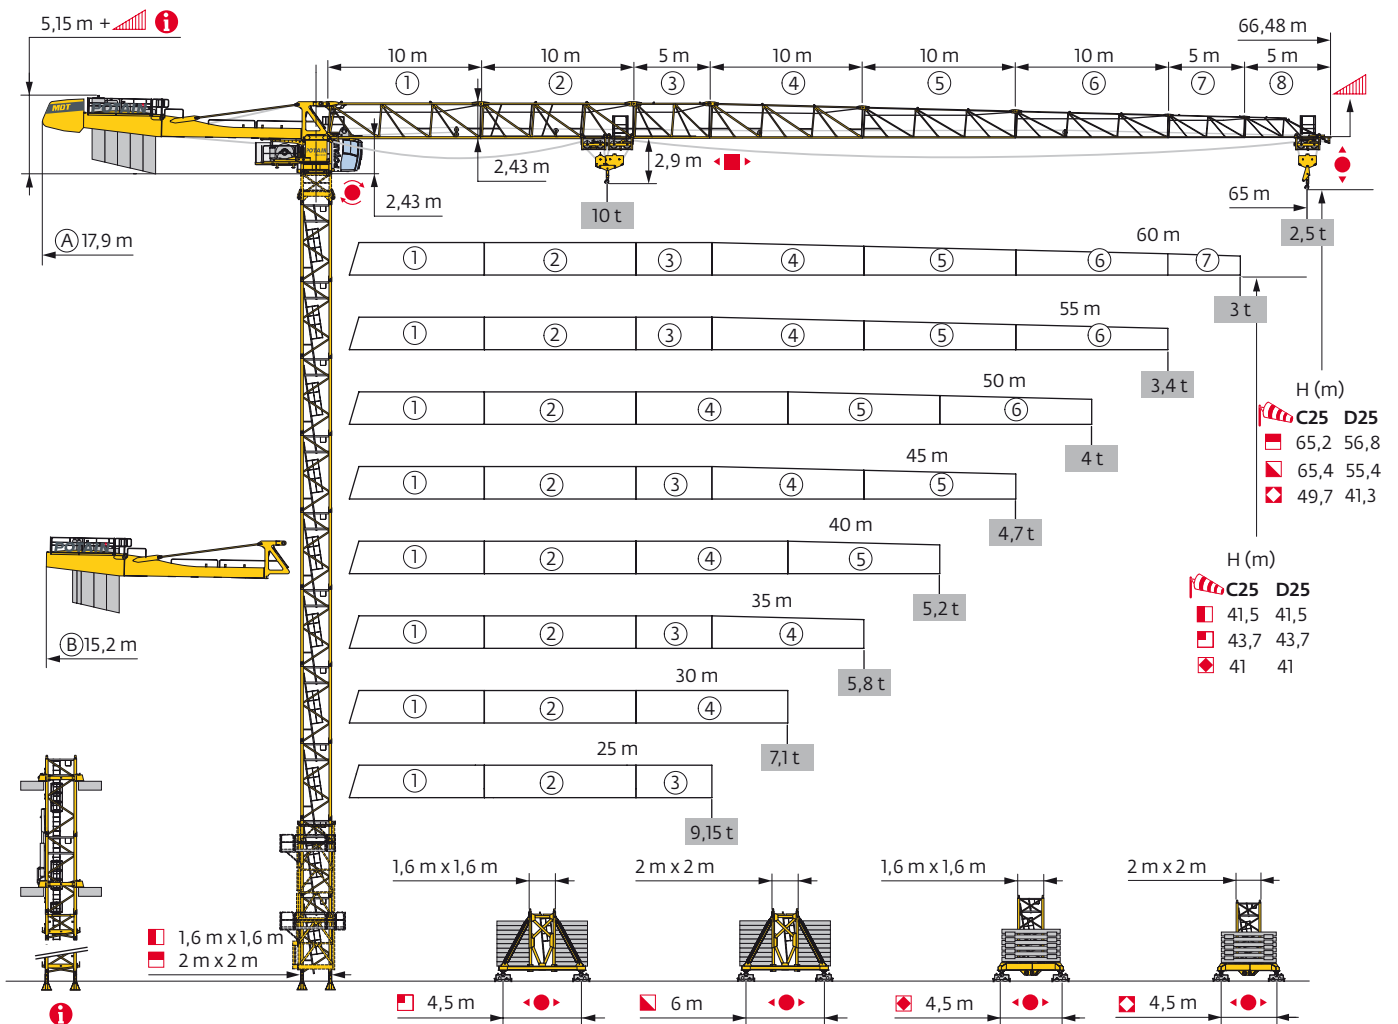 5,15 m +
66,48 m
10 m 10 m 5 m 10 m 10 m 10 m 5 m 5 m
1 2 3 4 5 6 7 8
MDT
POTAIN
2,43 m
2,9 m
2,43 m
10 t
65 m
2,5 t
A 17,9 m
60 m
1 2 3 4 5 6 7
3 t
55 m
1 2 3 4 5 6
3,4 t
50 m
1 2 4 5 6
4 t
H (m)
C25 D25
65,2 56,8
65,4 55,4
49,7 41,3
45 m
1 2 3 4 5
4,7 t
40 m
1 2 4 5
5,2 t
POTAIN
B 15,2 m
H (m)
C25 D25
41,5 41,5
43,7 43,7
41 41
35 m
1 2 3 4
5,8 t
30 m
1 2 4
7,1 t
25 m
1 2 3
9,15 t
1,6 m x 1,6 m
2 m x 2 m
1,6 m x 1,6 m
2 m x 2 m
1,6 m x 1,6 m
2 m x 2 m
4,5 m
6 m
4,5 m
4,5 m